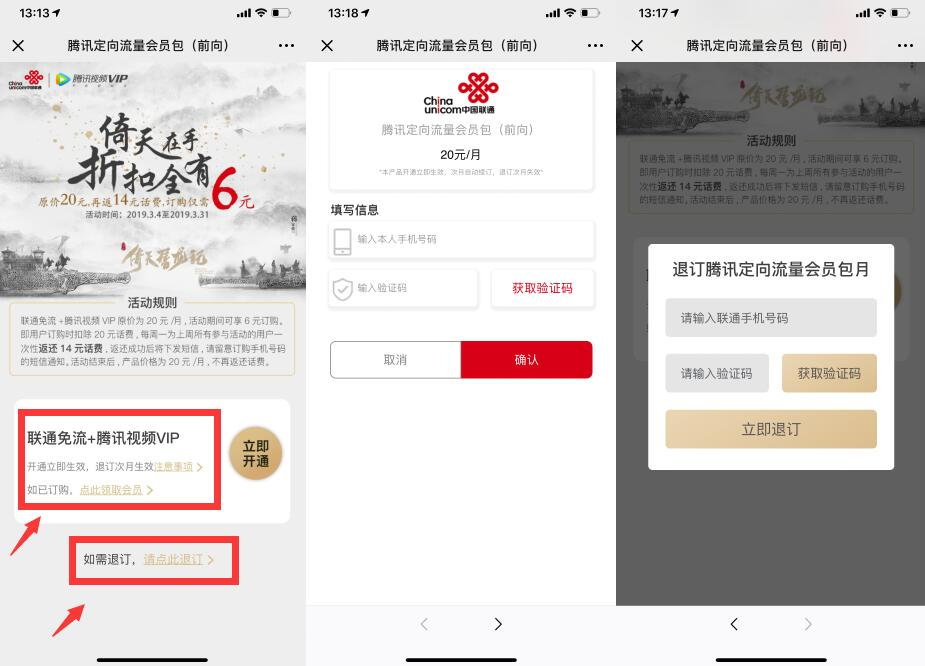 13:13
腾讯定向流量会员包（前向）
China
unicom中国联通
腾讯视频VIP
倚天在手
折扣全有6元
原价20元,再返14元话费,订购仅需
活动时间：2019.3.4至2019.3.31
倚天屠龙记
活动规则
联通免流+腾讯视频 VIP 原价为 20 元 /月，活动期间可享 6 元订购。
即用户订购时扣除 20 元话费，每周一为上周所有参与活动的用户一
次性返还 14 元话费，返还成功后将下发短信，请留意订购手机号码
的短信通知。活动结束后，产品价格为 20 元 /月，不再返还话费。
联通免流+腾讯视频VIP
开通立即生效，退订次月生效注意事项 >
如已订购，点此领取会员 >
立即
开通
如需退订，请点此退订 >
13:18
腾讯定向流量会员包（前向）
China
unicom中国联通
腾讯定向流量会员包（前向）
20元/月
*本产品开通立即生效，次月自动续订，退订次月失效*
填写信息
输入本人手机号码
输入验证码
获取验证码
取消
确认
13:17
腾讯定向流量会员包（前向）
倚天屠龙记
活动规则
联通免流+腾讯视频 VIP 原价为 20 元 /月，活动期间可享 6 元订购。
即用户订购时扣除 20 元话费，每周一为上周所有参与活动的用户一
次性返还 14 元话费，返还成功后将下发短信，请留意订购手机号码
的短信通知。活动结束后，产品价格为 20 元 /月，不再返还话费。
退订腾讯定向流量会员包月
请输入联通手机号码
请输入验证码
获取验证码
立即退订